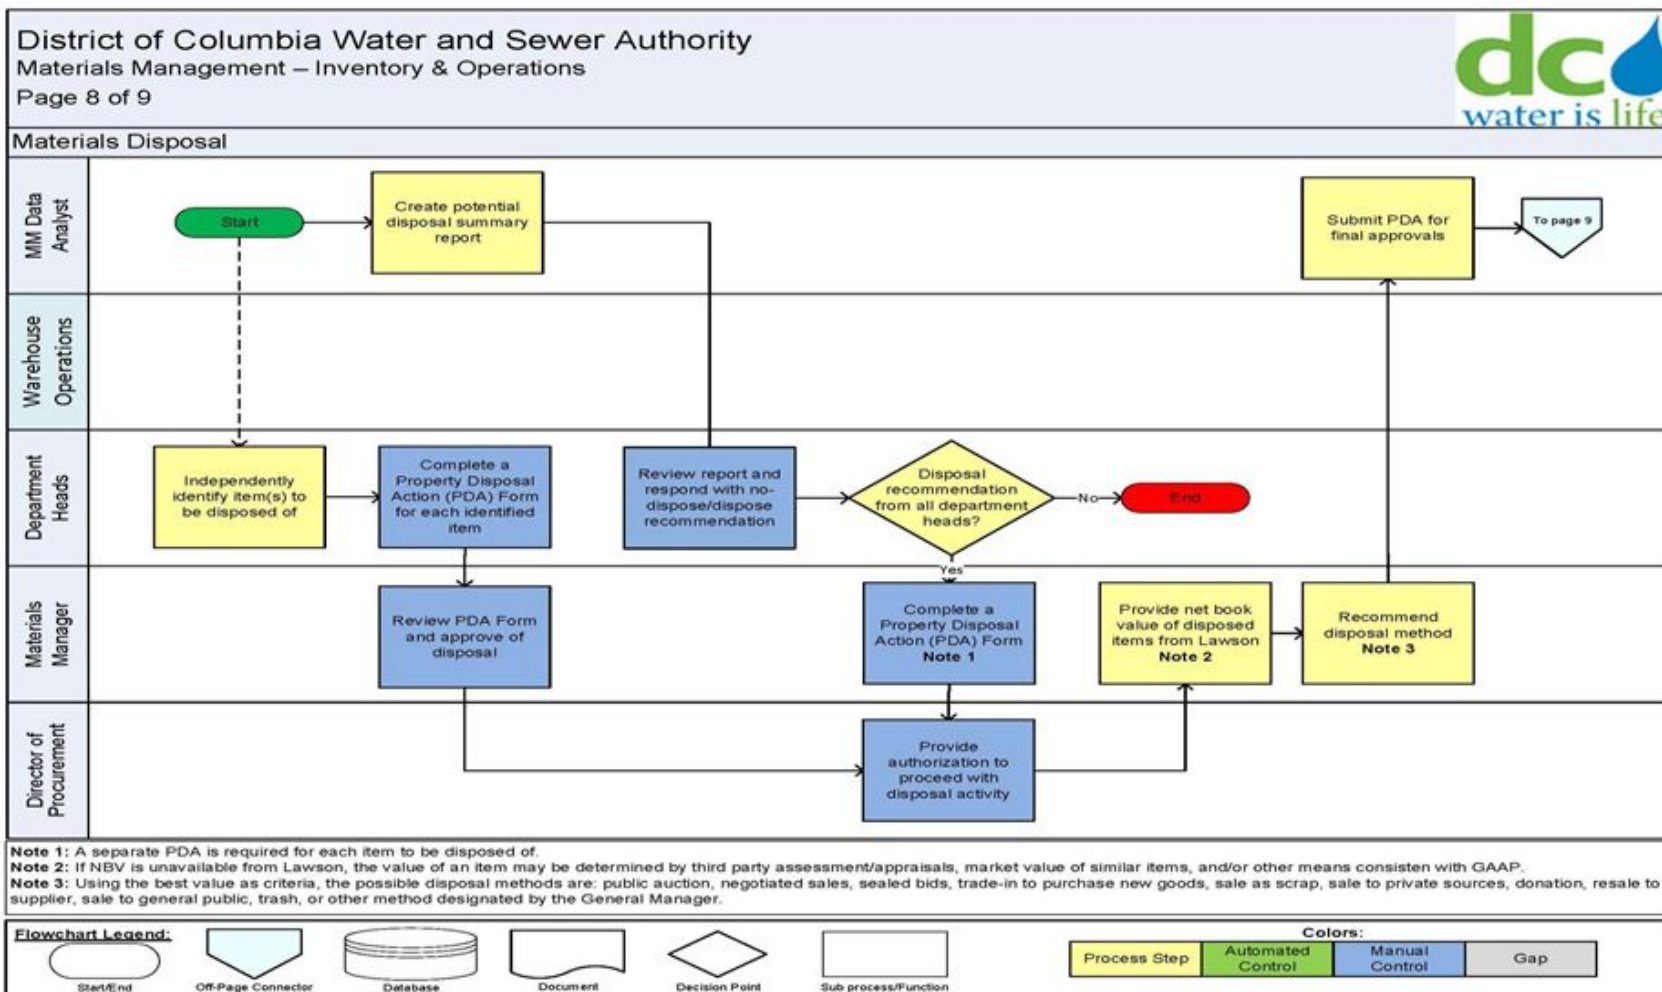 District of Columbia Water and Sewer Authority
Materials Management – Inventory & Operations
Page 8 of 9
dc
water is life
Materials Disposal
MM Data
Analyst
Start
Create potential
disposal summary
report
Submit PDA for
final approvals
To page 9
Warehouse
Operations
Department
Heads
Independently
identify item(s) to
be disposed of
Complete a
Property Disposal
Action (PDA) Form
for each identified
item
Review report and
respond with no-
dispose/dispose
recommendation
Disposal
recommendation
from all department
heads?
No
End
Yes
Materials
Manager
Review PDA Form
and approve of
disposal
Complete a
Property Disposal
Action (PDA) Form
Note 1
Provide net book
value of disposed
items from Lawson
Note 2
Recommend
disposal method
Note 3
Director of
Procurement
Provide
authorization to
proceed with
disposal activity
Note 1: A separate PDA is required for each item to be disposed of.
Note 2: If NBV is unavailable from Lawson, the value of an item may be determined by third party assessment/appraisals, market value of similar items, and/or other means consisten with GAAP.
Note 3: Using the best value as criteria, the possible disposal methods are: public auction, negotiated sales, sealed bids, trade-in to purchase new goods, sale as scrap, sale to private sources, donation, resale to
supplier, sale to general public, trash, or other method designated by the General Manager.
Flowchart Legend:
Start/End
Off-Page Connector
Database
Document
Decision Point
Sub process/Function
Colors:
Process Step
Automated
Control
Manual
Control
Gap